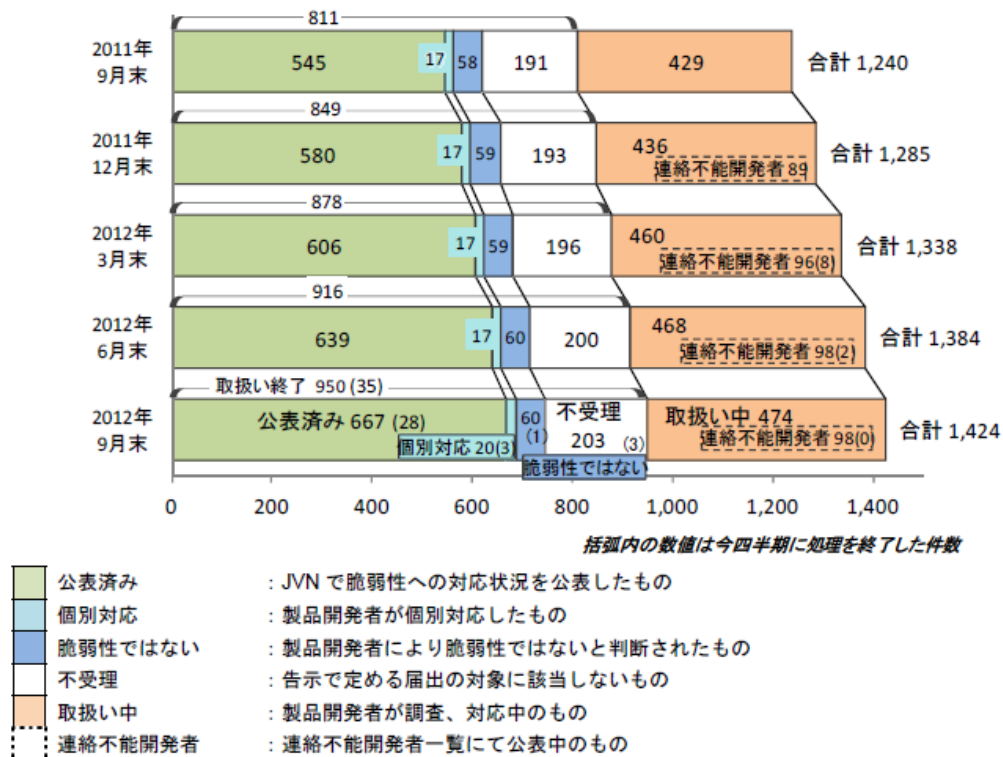 811
2011年
9月末
545
17
58
191
429
合計 1,240
849
2011年
12月末
580
17
59
193
436
連絡不能開発者 89
合計 1,285
878
2012年
3月末
606
17
59
196
460
連絡不能開発者 96(8)
合計 1,338
916
2012年
6月末
639
17
60
200
468
連絡不能開発者 98(2)
合計 1,384
取扱い終了 950 (35)
2012年
9月末
公表済み 667 (28)
個別対応 20(3)
60
(1)
脆弱性ではない
不受理
203
(3)
取扱い中 474
連絡不能開発者 98(0)
合計 1,424
0 200 400 600 800 1,000 1,200 1,400
括弧内の数値は今四半期に処理を終了した件数
公表済み : JVN で脆弱性への対応状況を公表したもの
個別対応 : 製品開発者が個別対応したもの
脆弱性ではない : 製品開発者により脆弱性ではないと判断されたもの
不受理 : 告示で定める届出の対象に該当しないもの
取扱い中 : 製品開発者が調査、対応中のもの
連絡不能開発者 : 連絡不能開発者一覧にて公表中のもの